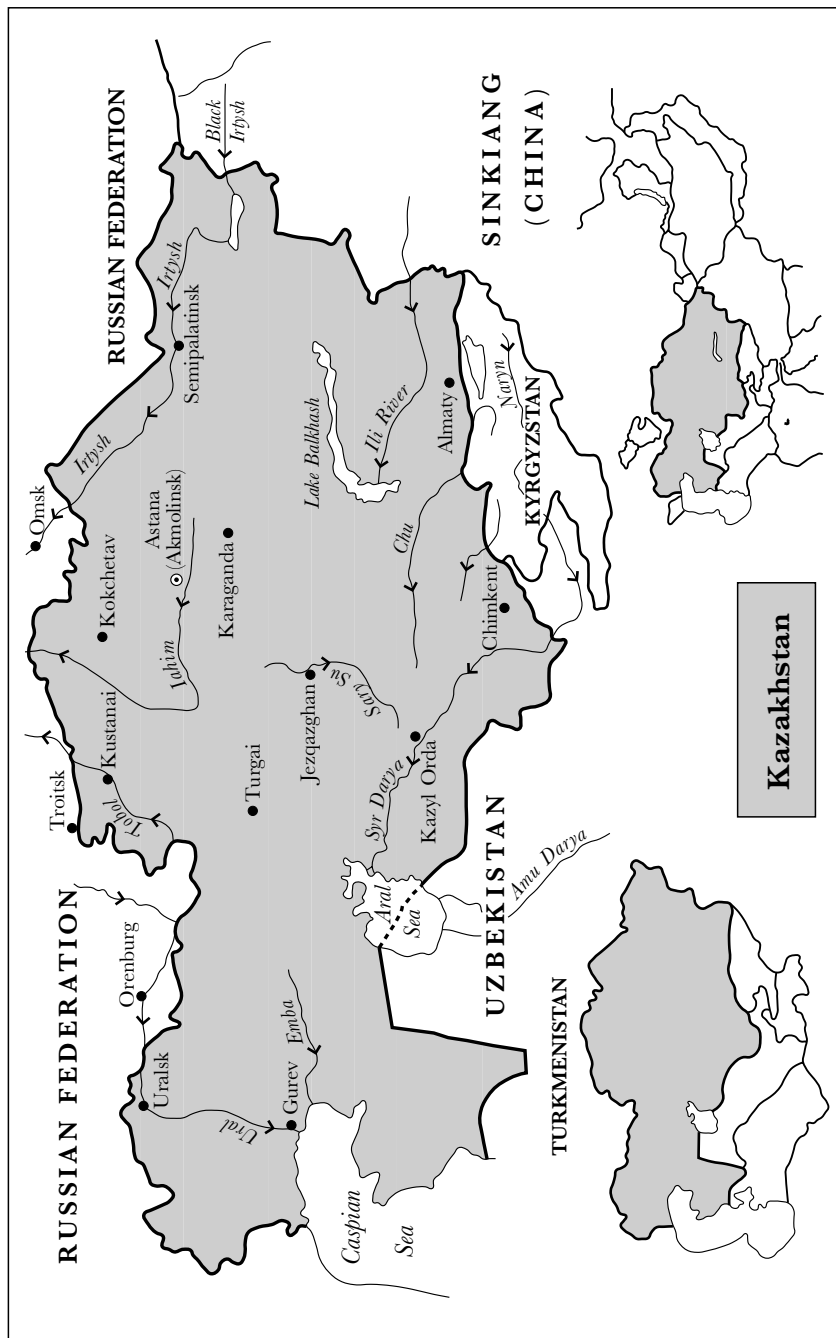 RUSSIAN FEDERATION
RUSSIAN FEDERATION
Troitsk
Omsk
Kustanai
Kokchetav
Tobol
Irtysh
Orenburg
Uralsk
Iahim
Astana
(Akmolinsk)
Semipalatinsk
Irtysh
Black
Irtysh
Ural
Turgai
Karaganda
Gurev
Emba
Jezqazghan
Sary Su
Lake Balkhash
Caspian
Sea
Aral
Sea
Syr Darya
Kazyl Orda
Chu
Ili River
Almaty
Chimkent
UZBEKISTAN
KYRGYZSTAN
Naryn
SINKIANG
(CHINA)
Amu Darya
TURKMENISTAN
Kazakhstan